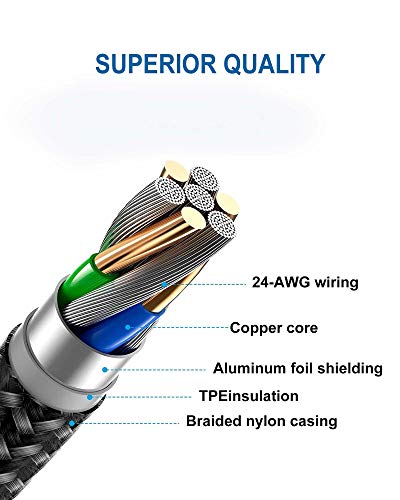 SUPERIOR QUALITY
24-AWG wiring
Copper core
Aluminum foil shielding
TPEinsulation
Braided nylon casing